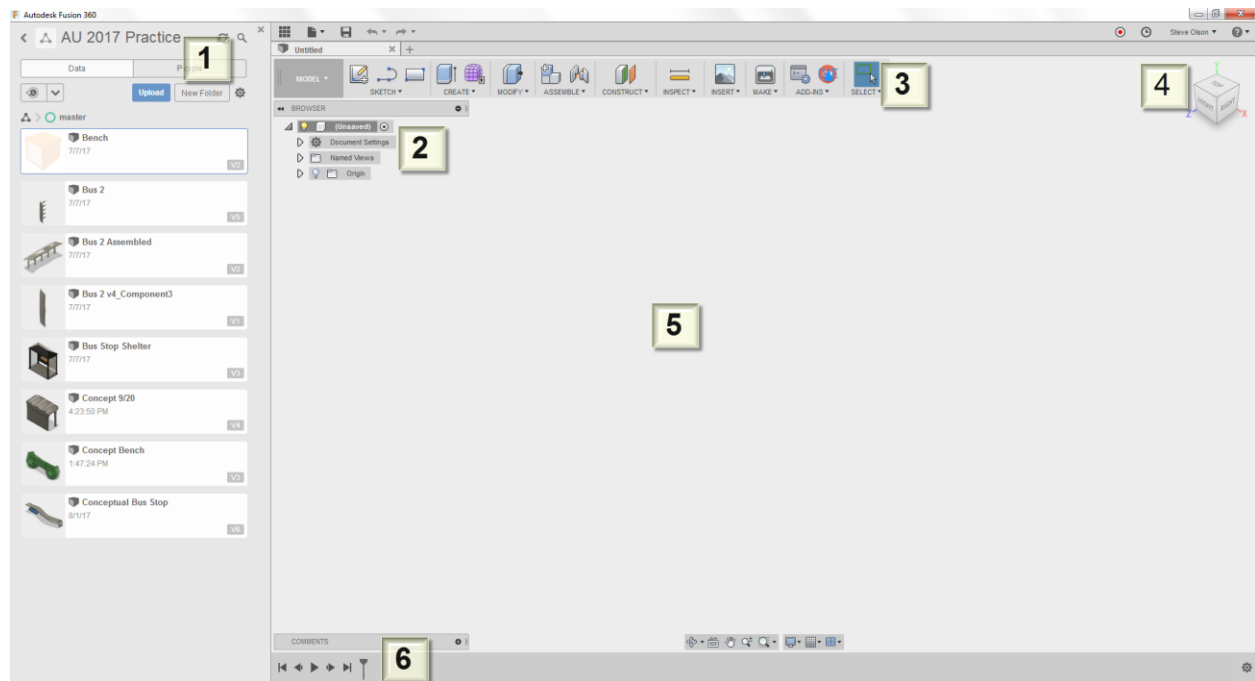 Autodesk Fusion 360
AU 2017 Practice
1
Data
Upload
New Folder
master
Bench
7/7/17
V2
Bus 2
7/7/17
V5
Bus 2 Assembled
7/7/17
V2
Bus 2 v4_Component3
7/7/17
V1
Bus Stop Shelter
7/7/17
V3
Concept 9/20
4:23:50 PM
V4
Concept Bench
1:47:24 PM
V3
Conceptual Bus Stop
8/1/17
V6
Steve Olson
Untitled
MODEL
SKETCH CREATE MODIFY ASSEMBLE CONSTRUCT INSPECT INSERT MAKE ADD-INS SELECT
3
4
Y
TOP
FRONT RIGHT
Z X
BROWSER
(Unsaved)
Document Settings
2
Named Views
Origin
5
COMMENTS
6